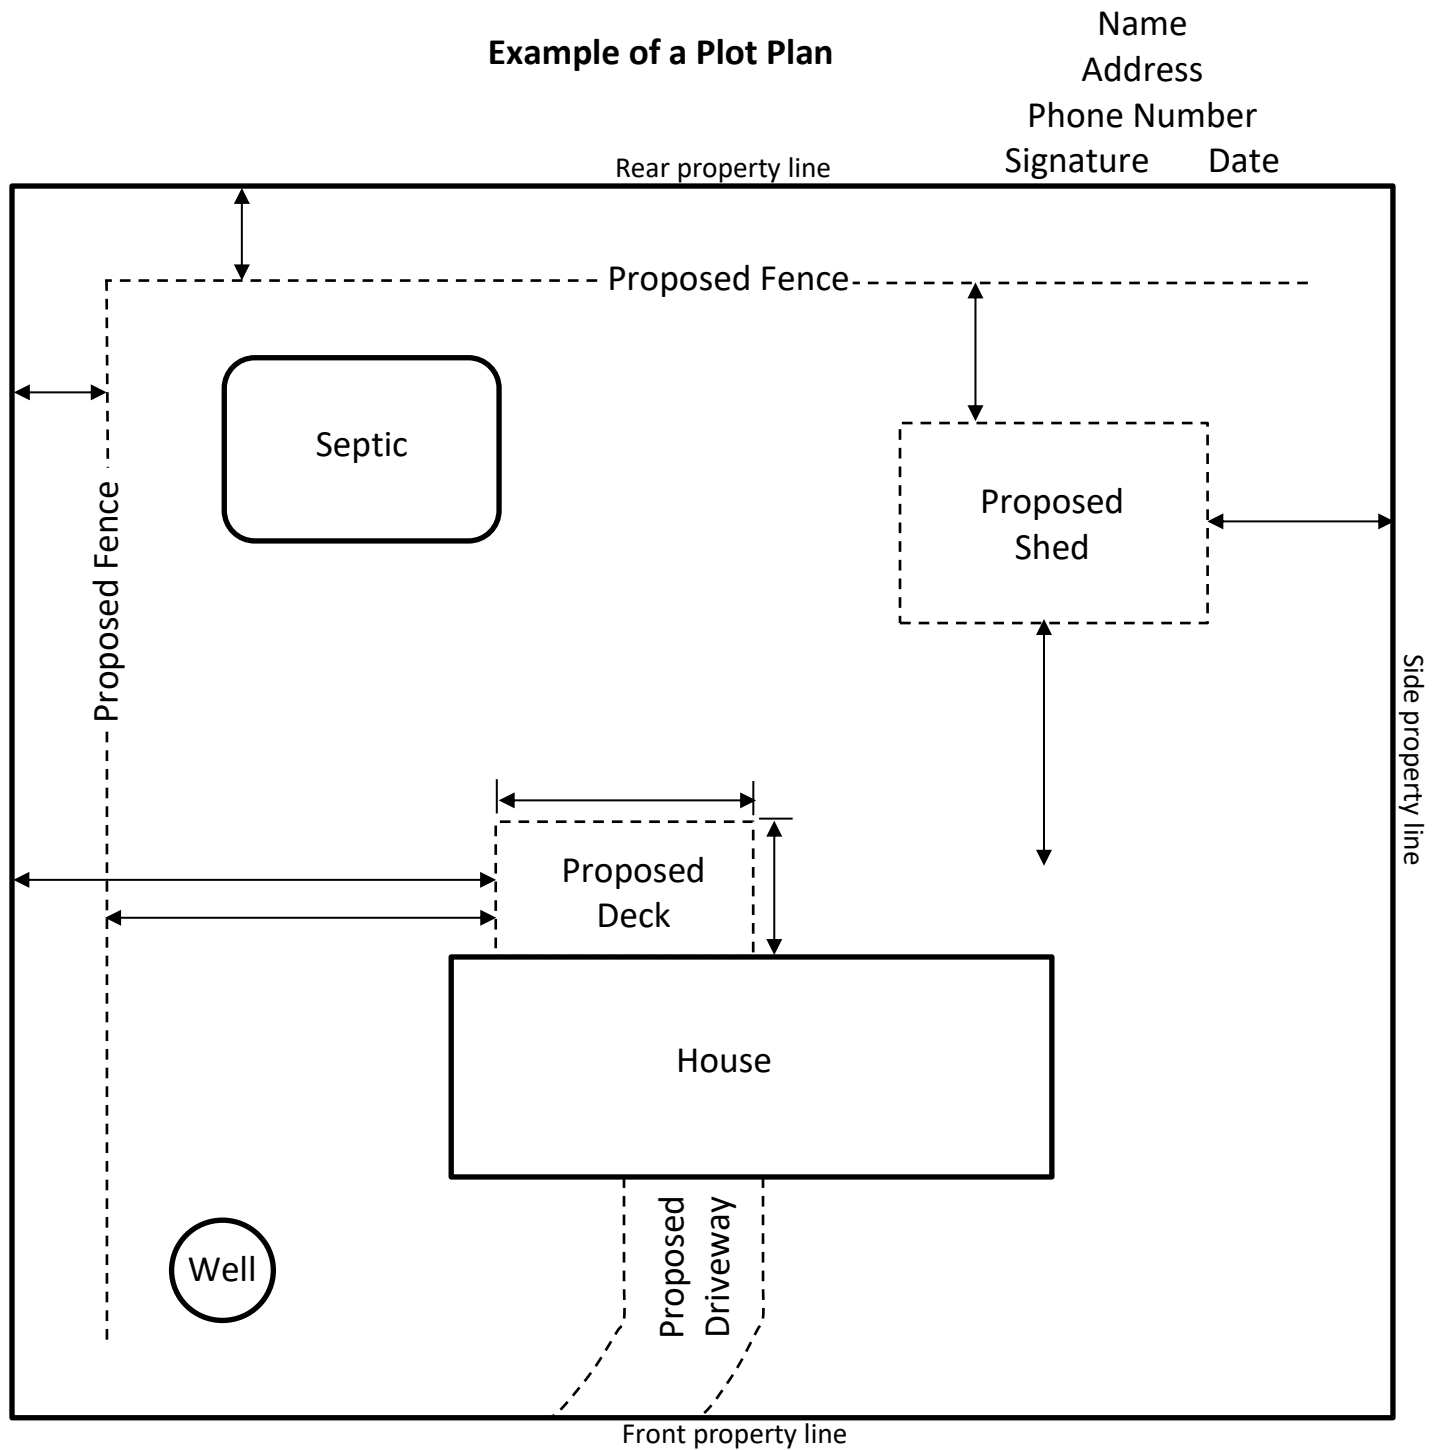 Example of a Plot Plan
Name
Address
Phone Number
Signature Date
Rear property line
Proposed Fence
Septic
Proposed
Shed
Proposed Fence
Side property line
Proposed
Deck
House
Proposed
Driveway
Well
Front property line